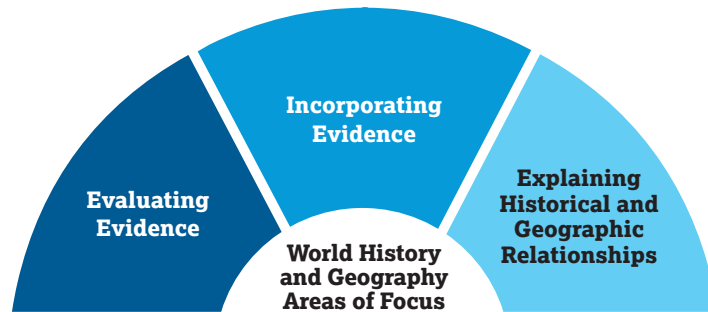 Evaluating
Evidence
Incorporating
Evidence
Explaining
Historical and
Geographic
Relationships
World History
and Geography
Areas of Focus